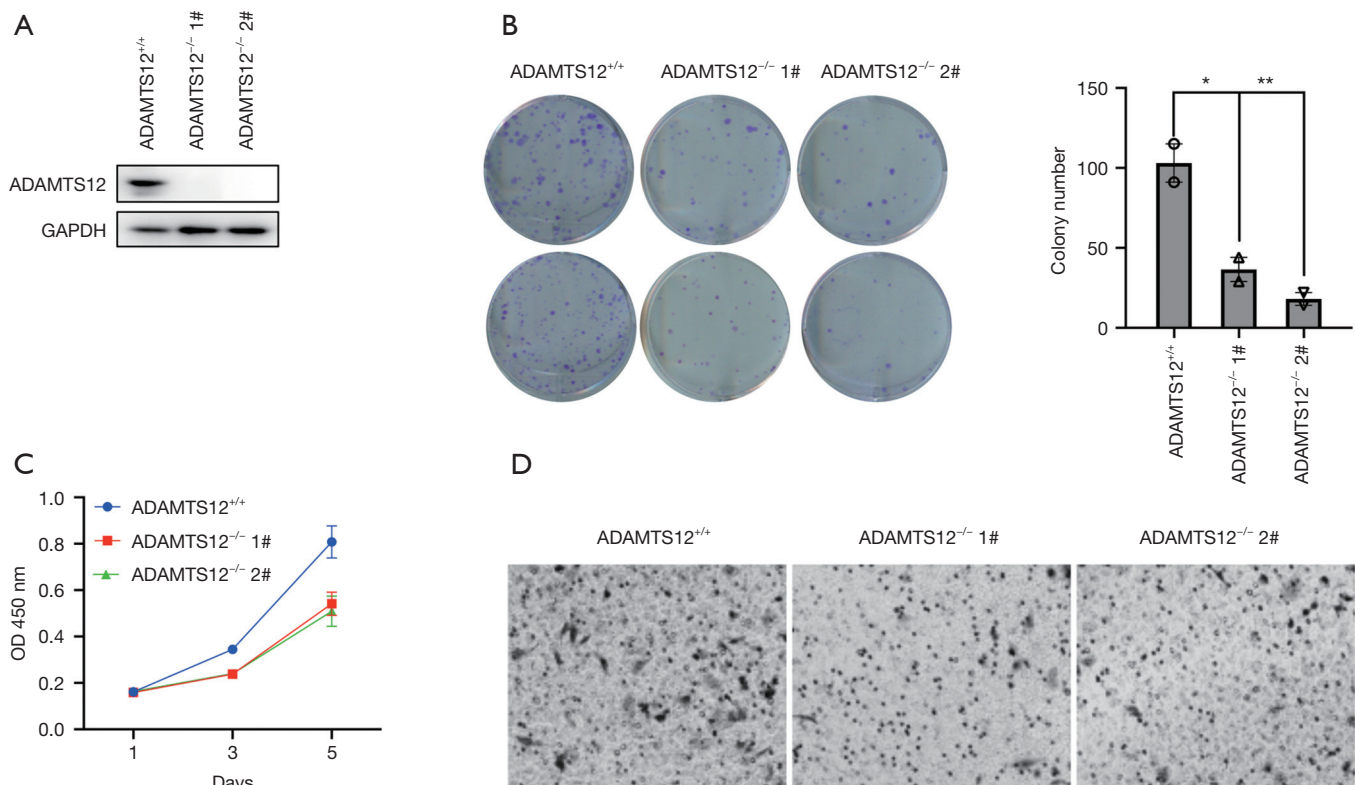 A
ADAMTS12+/+
ADAMTS12−/− 1#
ADAMTS12−/− 2#
ADAMTS12
GAPDH
B
ADAMTS12+/+ ADAMTS12−/− 1# ADAMTS12−/− 2#
* **
150
100
50
0
Colony number
ADAMTS12+/+
ADAMTS12−/− 1#
ADAMTS12−/− 2#
C
1.0
0.8
0.6
0.4
0.2
0.0
OD 450 nm
ADAMTS12+/+
ADAMTS12−/− 1#
ADAMTS12−/− 2#
1 3 5
Days
D
ADAMTS12+/+ ADAMTS12−/− 1# ADAMTS12−/− 2#